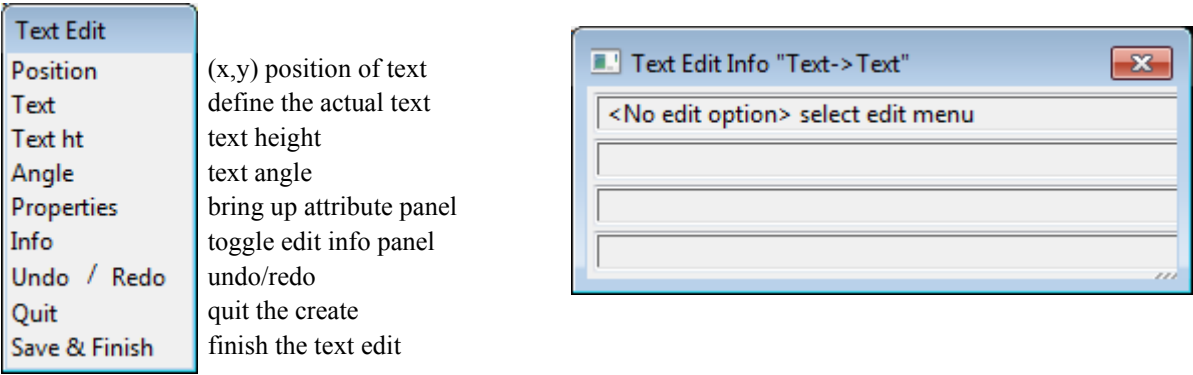 Text Edit
Position (x,y) position of text
Text define the actual text
Text ht text height
Angle text angle
Properties bring up attribute panel
Info toggle edit info panel
Undo / Redo undo/redo
Quit quit the create
Save & Finish finish the text edit
Text Edit Info "Text->Text"
<No edit option> select edit menu